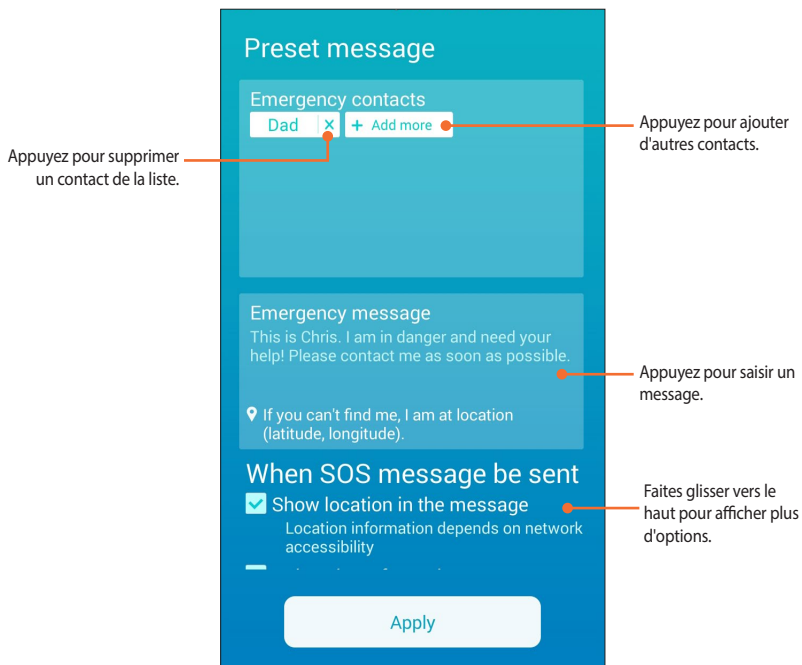 Preset message
Emergency contacts
Dad × + Add more
Appuyez pour ajouter
d'autres contacts.
Appuyez pour supprimer
un contact de la liste.
Emergency message
This is Chris. I am in danger and need your
help! Please contact me as soon as possible.
Appuyez pour saisir un
message.
If you can't find me, I am at location
(latitude, longitude).
When SOS message be sent
Show location in the message
Location information depends on network
accessibility
Faites glisser vers le
haut pour afficher plus
d'options.
Apply